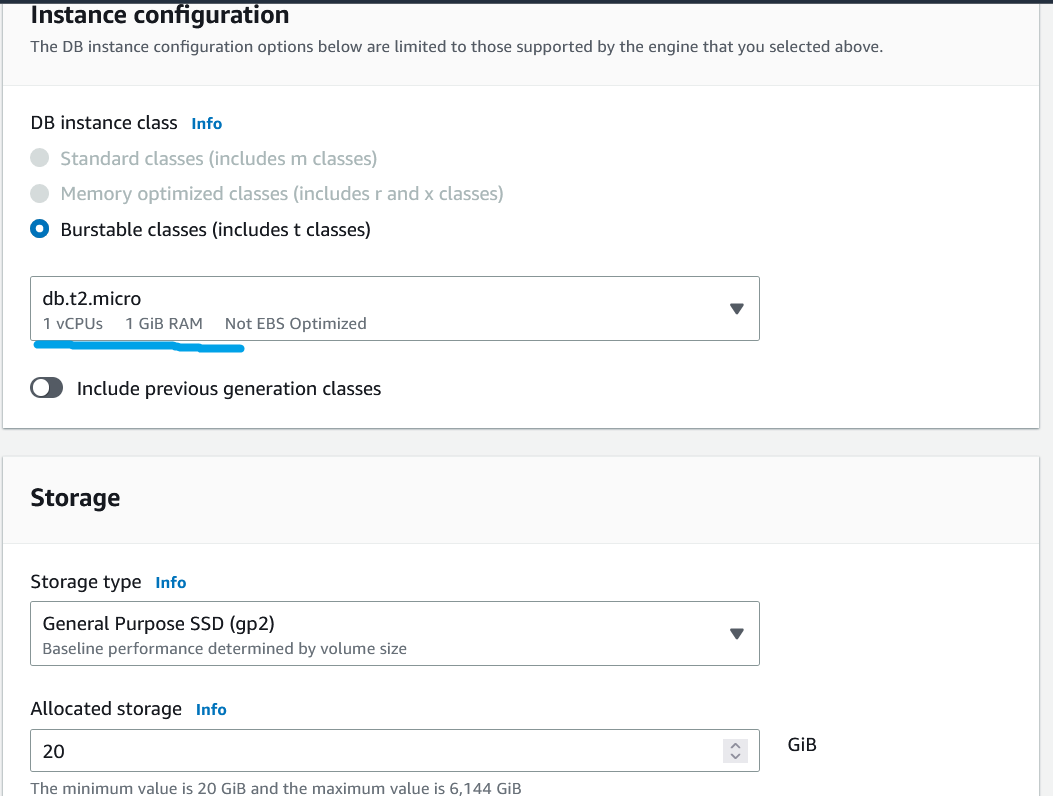 Instance configuration
The DB instance configuration options below are limited to those supported by the engine that you selected above.
DB instance class Info
Standard classes (includes m classes)
Memory optimized classes (includes r and x classes)
Burstable classes (includes t classes)
db.t2.micro
1 vCPUs 1 GiB RAM Not EBS Optimized
Include previous generation classes
Storage
Storage type Info
General Purpose SSD (gp2)
Baseline performance determined by volume size
Allocated storage Info
20 GiB
The minimum value is 20 GiB and the maximum value is 6,144 GiB